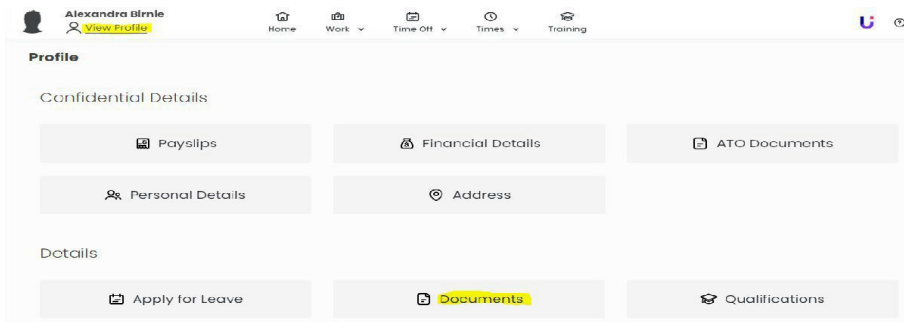 Alexandra Birnie
View Profile
Home Work Time Off Times Training
Profile
Confidential Details
Payslips Financial Details ATO Documents
Personal Details Address
Details
Apply for Leave Documents Qualifications